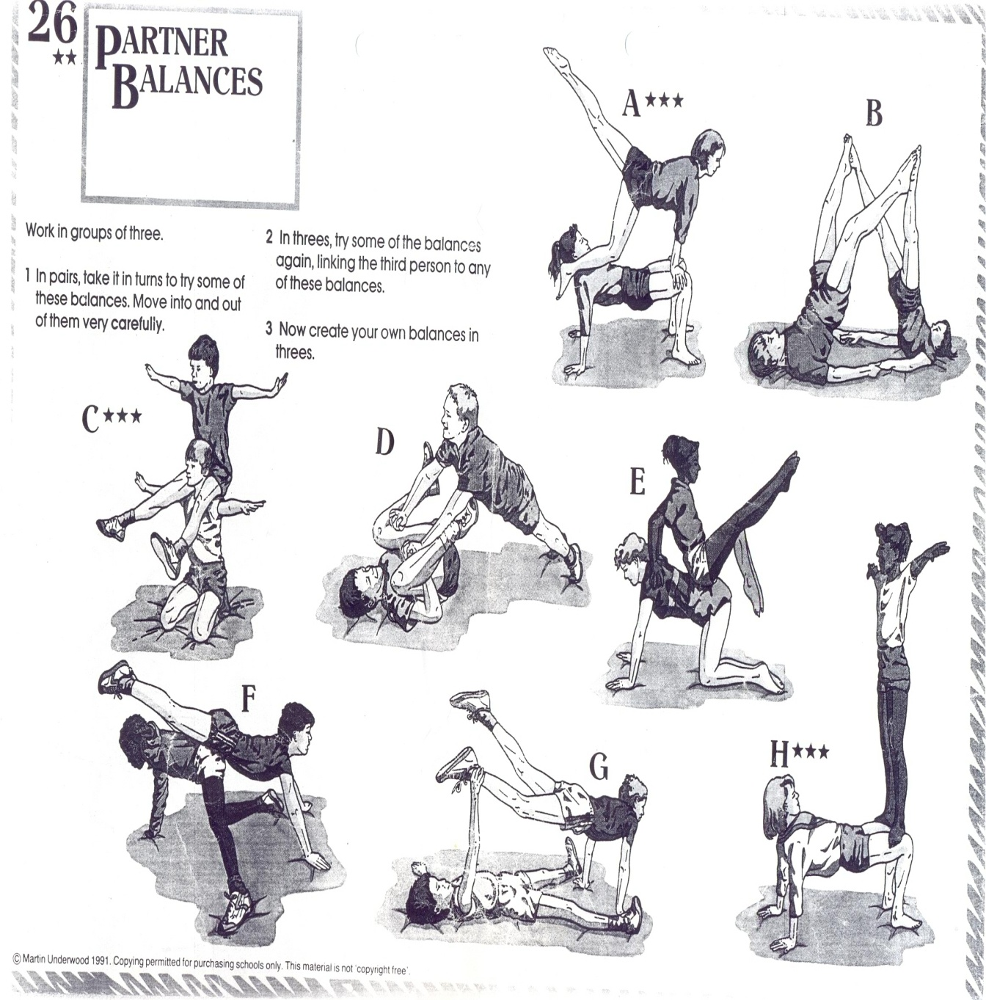 26
★★
PARTNER
BALANCES
Work in groups of three.
1 In pairs, take it in turns to try some of
these balances. Move into and out
of them very carefully.
2 In threes, try some of the balances
again, linking the third person to any
of these balances.
3 Now create your own balances in
threes.
A★★★
B
C★★★
D
E
F
G
H★★★
© Martin Underwood 1991. Copying permitted for purchasing schools only. This material is not 'copyright free'.